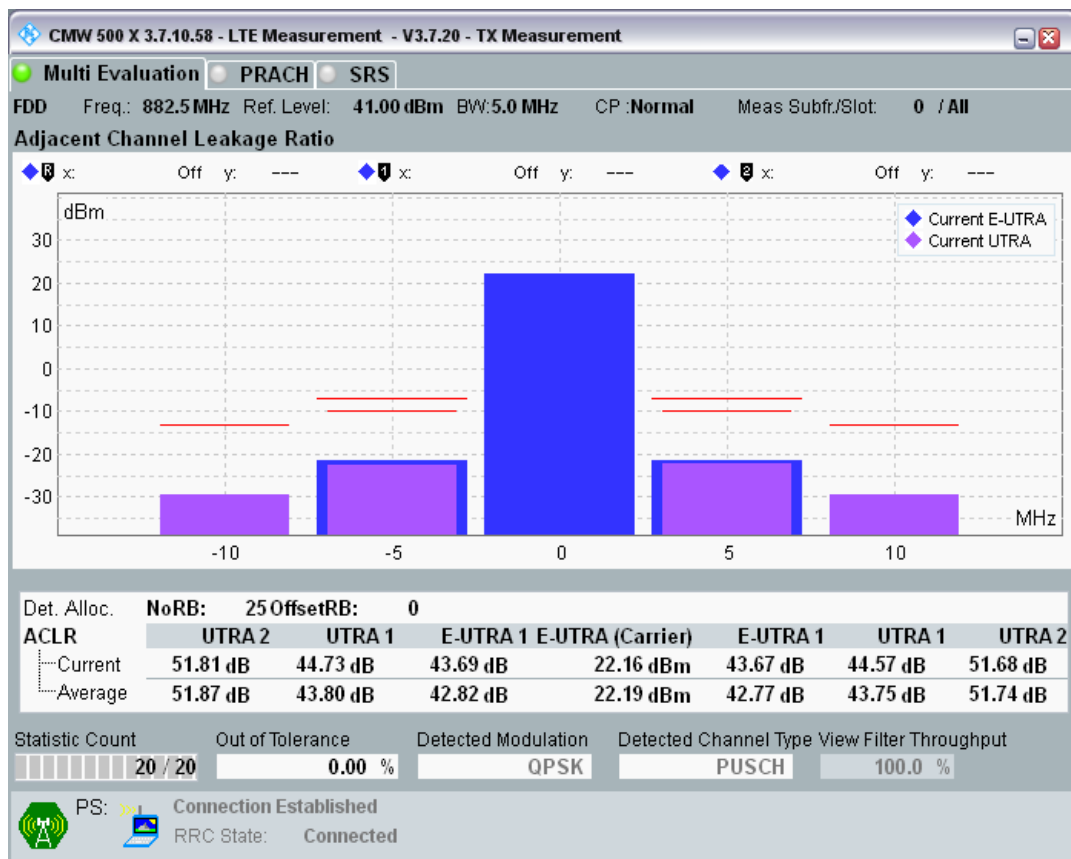 CMW 500 X 3.7.10.58 - LTE Measurement - V3.7.20 - TX Measurement
Multi Evaluation PRACH SRS
FDD Freq.: 882.5 MHz Ref. Level: 41.00 dBm BW:5.0 MHz CP :Normal Meas Subfr./Slot: 0 / All
Adjacent Channel Leakage Ratio
R x: Off y: --- 1 x: Off y: --- 2 x: Off y: ---
dBm
Current E-UTRA
Current UTRA
30
20
10
0
-10
-20
-30
MHz
-10 -5 0 5 10
Det. Alloc. NoRB: 25 OffsetRB: 0
ACLR UTRA 2 UTRA 1 E-UTRA 1 E-UTRA (Carrier) E-UTRA 1 UTRA 1 UTRA 2
Current 51.81 dB 44.73 dB 43.69 dB 22.16 dBm 43.67 dB 44.57 dB 51.68 dB
Average 51.87 dB 43.80 dB 42.82 dB 22.19 dBm 42.77 dB 43.75 dB 51.74 dB
Statistic Count Out of Tolerance Detected Modulation Detected Channel Type View Filter Throughput
20 / 20 0.00 % QPSK PUSCH 100.0 %
PS: Connection Established
RRC State: Connected